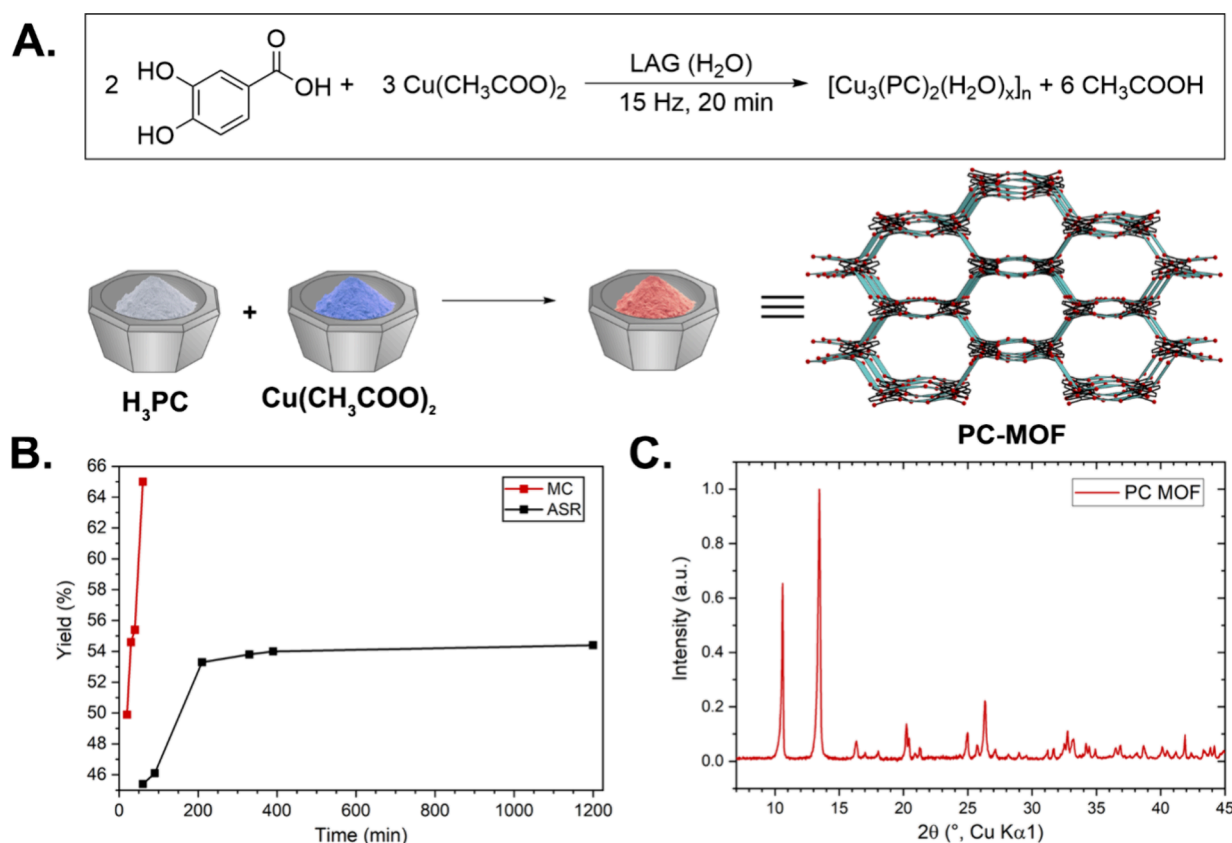 A.
2 HO HO O OH + 3 Cu(CH₃COO)₂ LAG (H₂O) 15 Hz, 20 min [Cu₃(PC)₂(H₂O)ₓ]ₙ + 6 CH₃COOH
+
H₃PC
Cu(CH₃COO)₂
PC-MOF
B.
66
64
62
60
58
56
54
52
50
48
46
Yield (%)
MC
ASR
0 200 400 600 800 1000 1200
Time (min)
C.
1.0
0.8
0.6
0.4
0.2
0.0
Intensity (a.u.)
PC MOF
10 15 20 25 30 35 40 45
2θ (°, Cu Kα1)